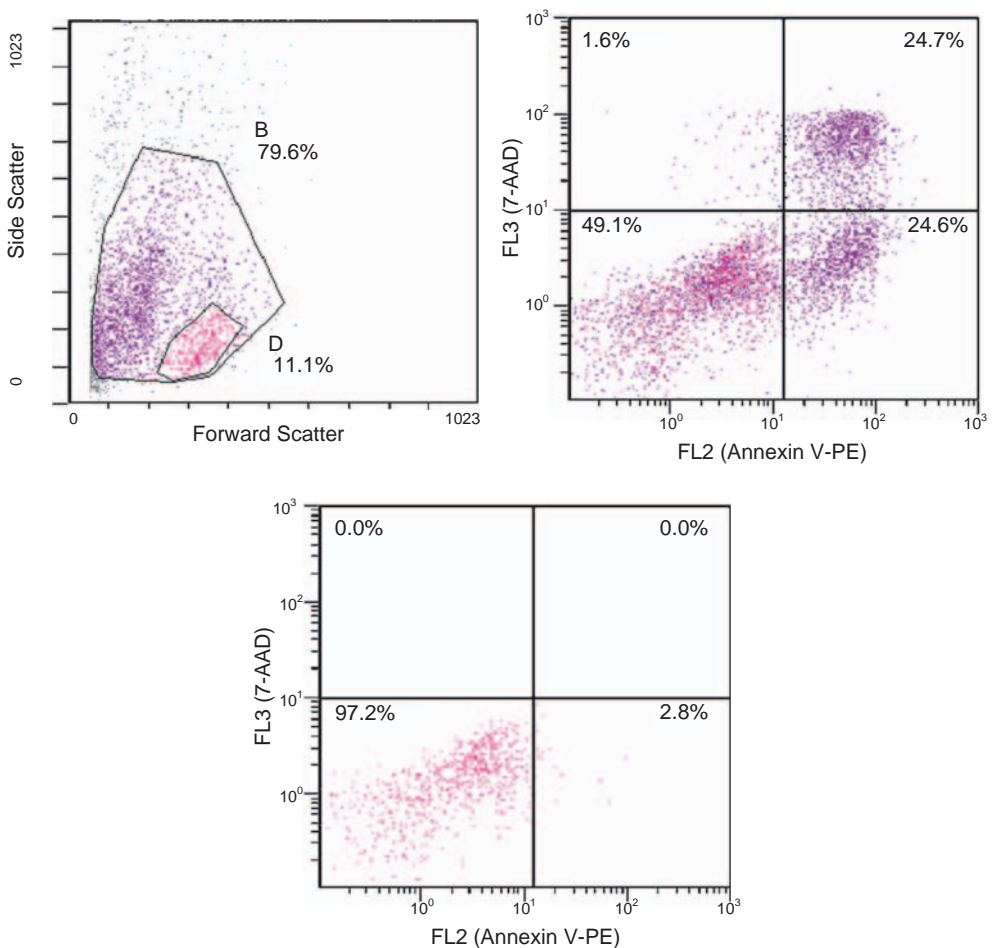 1023
Side Scatter
0
B
79.6%
D
11.1%
0
1023
Forward Scatter
10³
1.6%
24.7%
10²
FL3 (7-AAD)
10¹
49.1%
24.6%
10⁰
10⁰ 10¹ 10² 10³
FL2 (Annexin V-PE)
10³
0.0%
0.0%
10²
FL3 (7-AAD)
10¹
97.2%
2.8%
10⁰
10⁰ 10¹ 10² 10³
FL2 (Annexin V-PE)